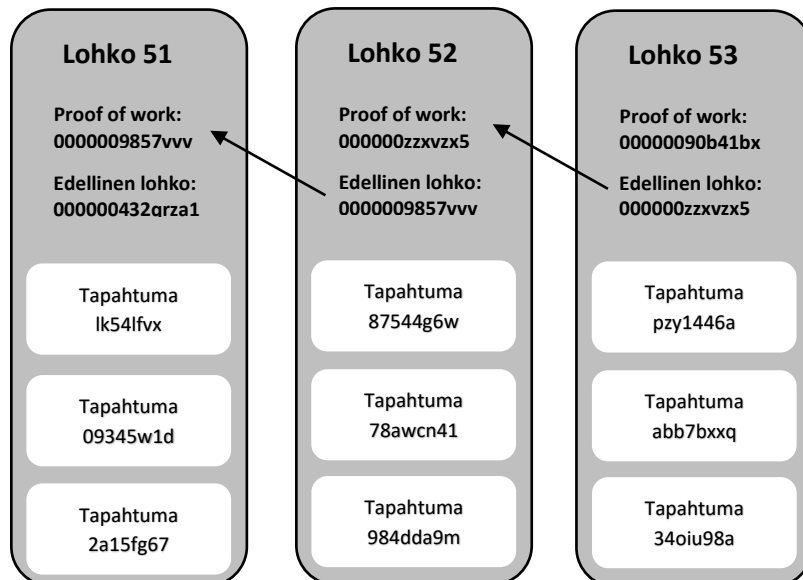 Lohko 51
Proof of work:
0000009857vvv
Edellinen lohko:
000000432qrza1
Tapahtuma
lk54lfvx
Tapahtuma
09345w1d
Tapahtuma
2a15fg67
Lohko 52
Proof of work:
000000zzxvzx5
Edellinen lohko:
0000009857vvv
Tapahtuma
87544g6w
Tapahtuma
78awcn41
Tapahtuma
984dda9m
Lohko 53
Proof of work:
00000090b41bx
Edellinen lohko:
000000zzxvzx5
Tapahtuma
pzy1446a
Tapahtuma
abb7bxxq
Tapahtuma
34oiu98a